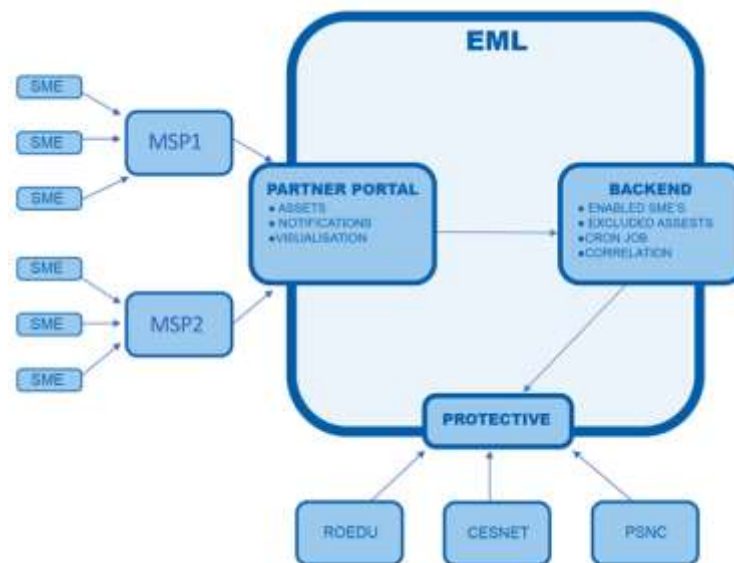 EML
SME
SME
SME
MSP1
PARTNER PORTAL
• ASSETS
• NOTIFICATIONS
•VISUALISATION
BACKEND
• ENABLED SME'S
• EXCLUDED ASSESTS
•CRON JOB
•CORRELATION
SME
SME
SME
MSP2
PROTECTIVE
ROEDU
CESNET
PSNC